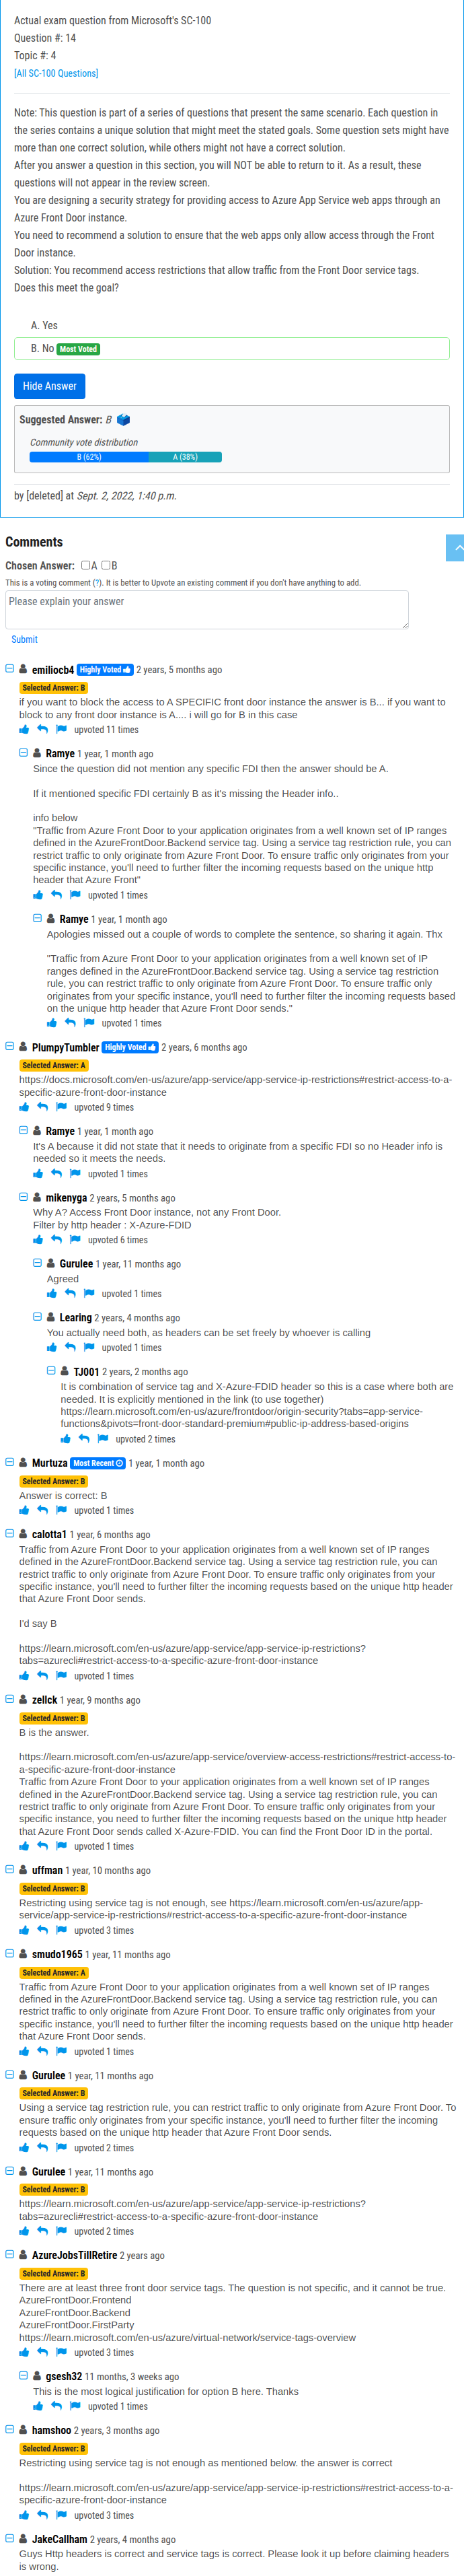 Actual exam question from Microsoft's SC-100
Question #: 14
Topic #: 4
[All SC-100 Questions]
Note: This question is part of a series of questions that present the same scenario. Each question in
the series contains a unique solution that might meet the stated goals. Some question sets might have
more than one correct solution, while others might not have a correct solution.
After you answer a question in this section, you will NOT be able to return to it. As a result, these
questions will not appear in the review screen.
You are designing a security strategy for providing access to Azure App Service web apps through an
Azure Front Door instance.
You need to recommend a solution to ensure that the web apps only allow access through the Front
Door instance.
Solution: You recommend access restrictions that allow traffic from the Front Door service tags.
Does this meet the goal?
A. Yes
B. No Most Voted
Hide Answer
Suggested Answer: B
Community vote distribution
B (62%) A (38%)
by [deleted] at Sept. 2, 2022, 1:40 p.m.
Comments
Chosen Answer: A B
This is a voting comment (?). It is better to Upvote an existing comment if you don't have anything to add.
Please explain your answer
Submit
emiliocb4 Highly Voted 2 years, 5 months ago
Selected Answer: B
if you want to block the access to A SPECIFIC front door instance the answer is B... if you want to
block to any front door instance is A.... i will go for B in this case
upvoted 11 times
Ramye 1 year, 1 month ago
Since the question did not mention any specific FDI then the answer should be A.
If it mentioned specific FDI certainly B as it's missing the Header info..
info below
"Traffic from Azure Front Door to your application originates from a well known set of IP ranges
defined in the AzureFrontDoor.Backend service tag. Using a service tag restriction rule, you can
restrict traffic to only originate from Azure Front Door. To ensure traffic only originates from your
specific instance, you'll need to further filter the incoming requests based on the unique http
header that Azure Front"
upvoted 1 times
Ramye 1 year, 1 month ago
Apologies missed out a couple of words to complete the sentence, so sharing it again. Thx
"Traffic from Azure Front Door to your application originates from a well known set of IP
ranges defined in the AzureFrontDoor.Backend service tag. Using a service tag restriction
rule, you can restrict traffic to only originate from Azure Front Door. To ensure traffic only
originates from your specific instance, you'll need to further filter the incoming requests based
on the unique http header that Azure Front Door sends."
upvoted 1 times
PlumpyTumbler Highly Voted 2 years, 6 months ago
Selected Answer: A
https://docs.microsoft.com/en-us/azure/app-service/app-service-ip-restrictions#restrict-access-to-a-
specific-azure-front-door-instance
upvoted 9 times
Ramye 1 year, 1 month ago
It's A because it did not state that it needs to originate from a specific FDI so no Header info is
needed so it meets the needs.
upvoted 1 times
mikenyga 2 years, 5 months ago
Why A? Access Front Door instance, not any Front Door.
Filter by http header : X-Azure-FDID
upvoted 6 times
Gurulee 1 year, 11 months ago
Agreed
upvoted 1 times
Learing 2 years, 4 months ago
You actually need both, as headers can be set freely by whoever is calling
upvoted 1 times
TJ001 2 years, 2 months ago
It is combination of service tag and X-Azure-FDID header so this is a case where both are
needed. It is explicitly mentioned in the link (to use together)
https://learn.microsoft.com/en-us/azure/frontdoor/origin-security?tabs=app-service-
functions&pivots=front-door-standard-premium#public-ip-address-based-origins
upvoted 2 times
Murtuza Most Recent 1 year, 1 month ago
Selected Answer: B
Answer is correct: B
upvoted 1 times
calotta1 1 year, 6 months ago
Traffic from Azure Front Door to your application originates from a well known set of IP ranges
defined in the AzureFrontDoor.Backend service tag. Using a service tag restriction rule, you can
restrict traffic to only originate from Azure Front Door. To ensure traffic only originates from your
specific instance, you'll need to further filter the incoming requests based on the unique http header
that Azure Front Door sends.
I'd say B
https://learn.microsoft.com/en-us/azure/app-service/app-service-ip-restrictions?
tabs=azurecli#restrict-access-to-a-specific-azure-front-door-instance
upvoted 1 times
zellck 1 year, 9 months ago
Selected Answer: B
B is the answer.
https://learn.microsoft.com/en-us/azure/app-service/overview-access-restrictions#restrict-access-to-
a-specific-azure-front-door-instance
Traffic from Azure Front Door to your application originates from a well known set of IP ranges
defined in the AzureFrontDoor.Backend service tag. Using a service tag restriction rule, you can
restrict traffic to only originate from Azure Front Door. To ensure traffic only originates from your
specific instance, you need to further filter the incoming requests based on the unique http header
that Azure Front Door sends called X-Azure-FDID. You can find the Front Door ID in the portal.
upvoted 1 times
uffman 1 year, 10 months ago
Selected Answer: B
Restricting using service tag is not enough, see https://learn.microsoft.com/en-us/azure/app-
service/app-service-ip-restrictions#restrict-access-to-a-specific-azure-front-door-instance
upvoted 3 times
smudo1965 1 year, 11 months ago
Selected Answer: A
Traffic from Azure Front Door to your application originates from a well known set of IP ranges
defined in the AzureFrontDoor.Backend service tag. Using a service tag restriction rule, you can
restrict traffic to only originate from Azure Front Door. To ensure traffic only originates from your
specific instance, you'll need to further filter the incoming requests based on the unique http header
that Azure Front Door sends.
upvoted 1 times
Gurulee 1 year, 11 months ago
Selected Answer: B
Using a service tag restriction rule, you can restrict traffic to only originate from Azure Front Door. To
ensure traffic only originates from your specific instance, you'll need to further filter the incoming
requests based on the unique http header that Azure Front Door sends.
upvoted 2 times
Gurulee 1 year, 11 months ago
Selected Answer: B
https://learn.microsoft.com/en-us/azure/app-service/app-service-ip-restrictions?
tabs=azurecli#restrict-access-to-a-specific-azure-front-door-instance
upvoted 2 times
AzureJobsTillRetire 2 years ago
Selected Answer: B
There are at least three front door service tags. The question is not specific, and it cannot be true.
AzureFrontDoor.Frontend
AzureFrontDoor.Backend
AzureFrontDoor.FirstParty
https://learn.microsoft.com/en-us/azure/virtual-network/service-tags-overview
upvoted 3 times
gsesh32 11 months, 3 weeks ago
This is the most logical justification for option B here. Thanks
upvoted 1 times
hamshoo 2 years, 3 months ago
Selected Answer: B
Restricting using service tag is not enough as mentioned below. the answer is correct
https://learn.microsoft.com/en-us/azure/app-service/app-service-ip-restrictions#restrict-access-to-a-
specific-azure-front-door-instance
upvoted 3 times
JakeCallham 2 years, 4 months ago
Guys Http headers is correct and service tags is correct. Please look it up before claiming headers
is wrong.